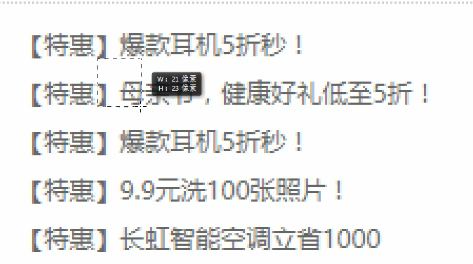 【特惠】爆款耳机5折秒！
【特惠】母亲节，健康好礼低至5折！
W: 21 像素
H: 23 像素
【特惠】爆款耳机5折秒！
【特惠】9.9元洗100张照片！
【特惠】长虹智能空调立省1000